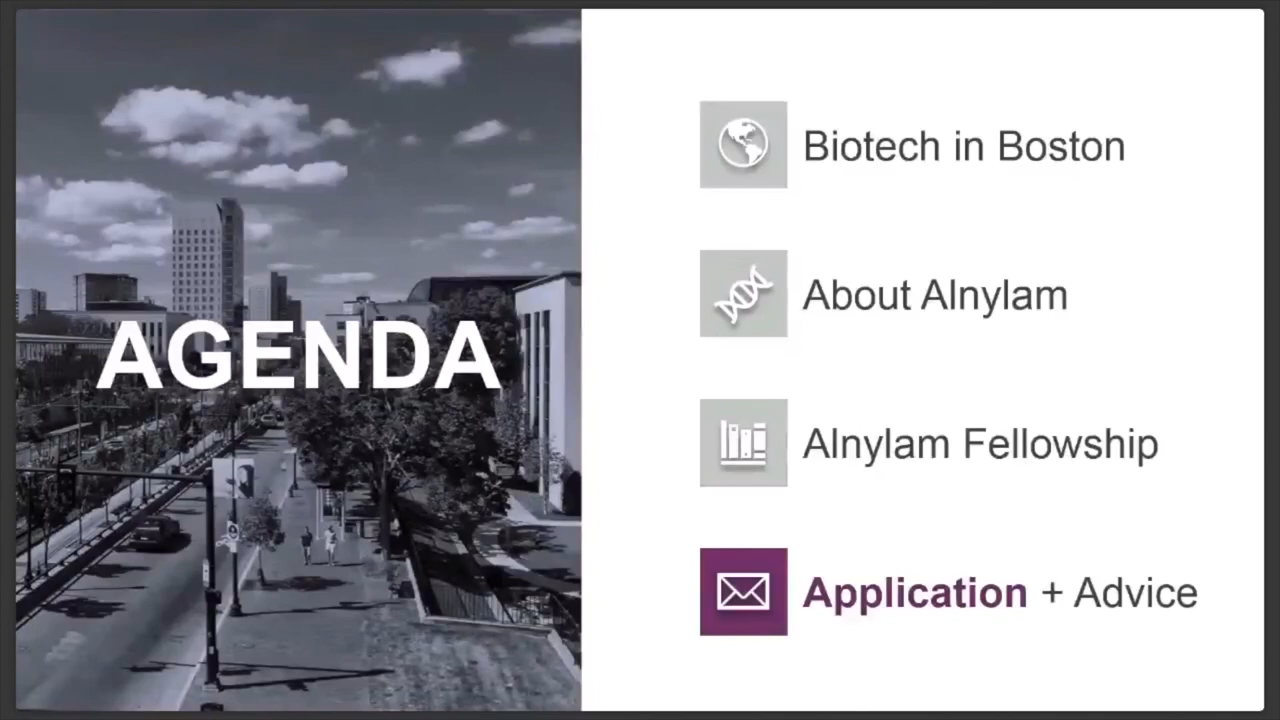 AGENDA
Biotech in Boston
About Alnylam
Alnylam Fellowship
Application + Advice